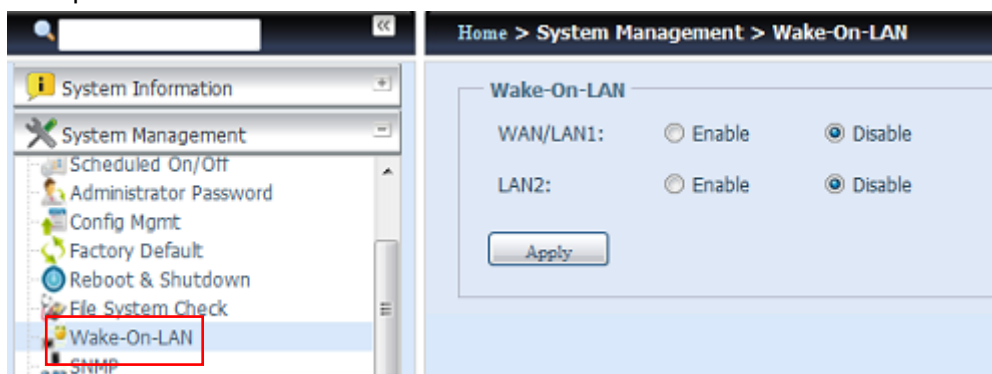 Home > System Management > Wake-On-LAN
System Information
System Management
Scheduled On/Off
Administrator Password
Config Mgmt
Factory Default
Reboot & Shutdown
File System Check
Wake-On-LAN
SNMP
Wake-On-LAN
WAN/LAN1: Enable Disable
LAN2: Enable Disable
Apply